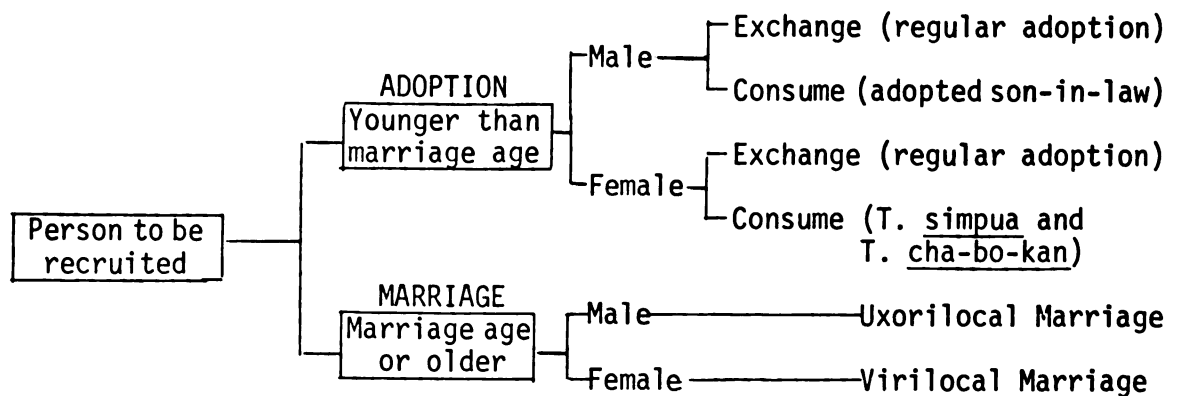 Exchange (regular adoption)
Male
Consume (adopted son-in-law)
ADOPTION
Younger than
marriage age
Exchange (regular adoption)
Female
Consume (T. simpua and
T. cha-bo-kan)
Person to be
recruited
MARRIAGE
Marriage age
or older
Male
Uxorilocal Marriage
Female
Virilocal Marriage